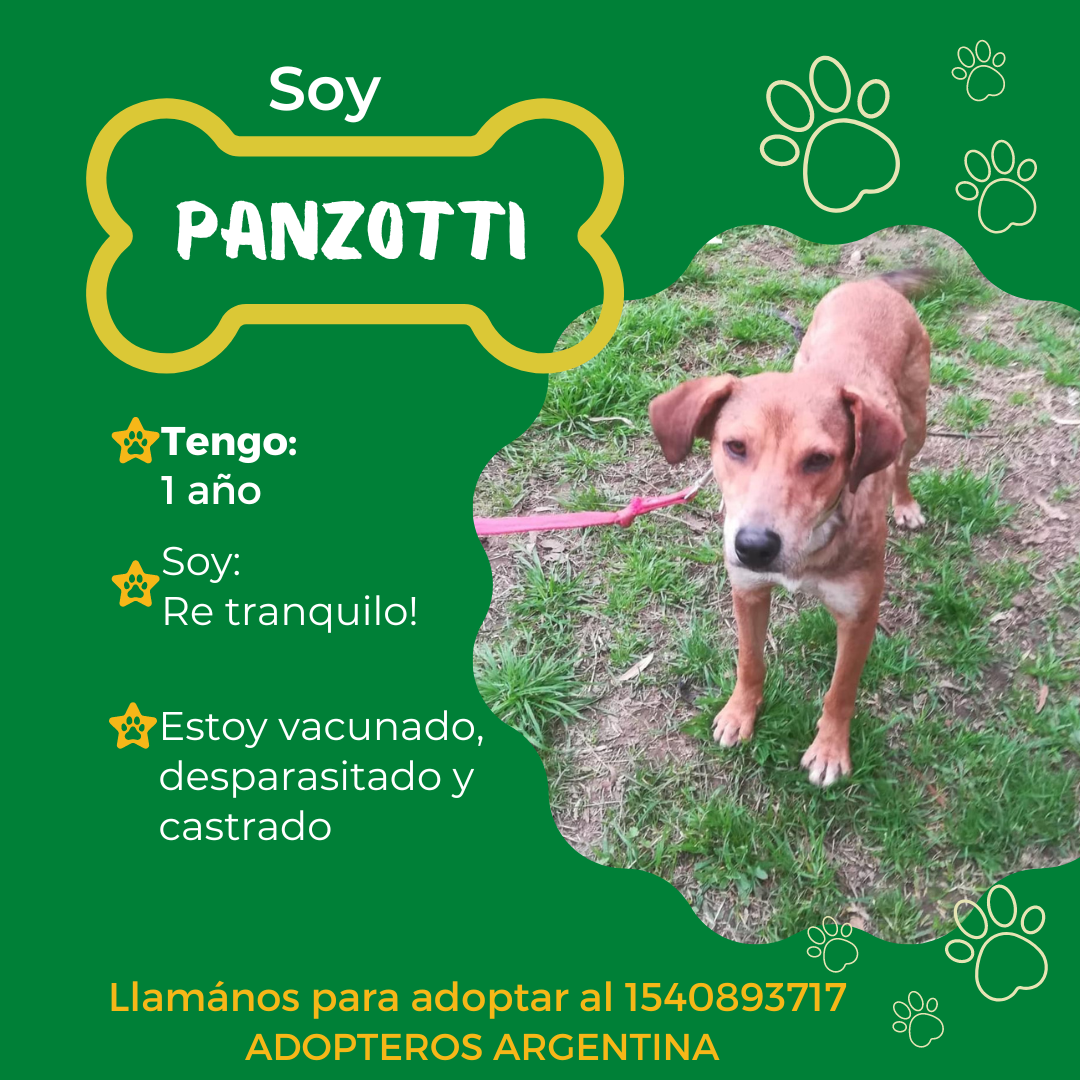 Soy
PANZOTTI
Tengo:
1 año
Soy:
Re tranquilo!
Estoy vacunado,
desparasitado y
castrado
Llamános para adoptar al 1540893717
ADOPTEROS ARGENTINA